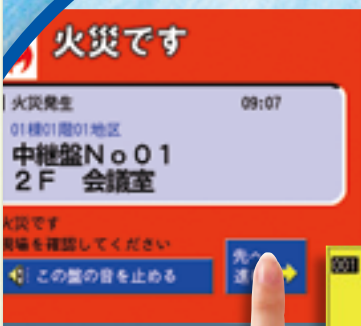 火災です
火災発生 09:07
01棟01階01地区
中継盤No01
2F 会議室
火災です
現場を確認してください
先へ
進
この盤の音を止める
001